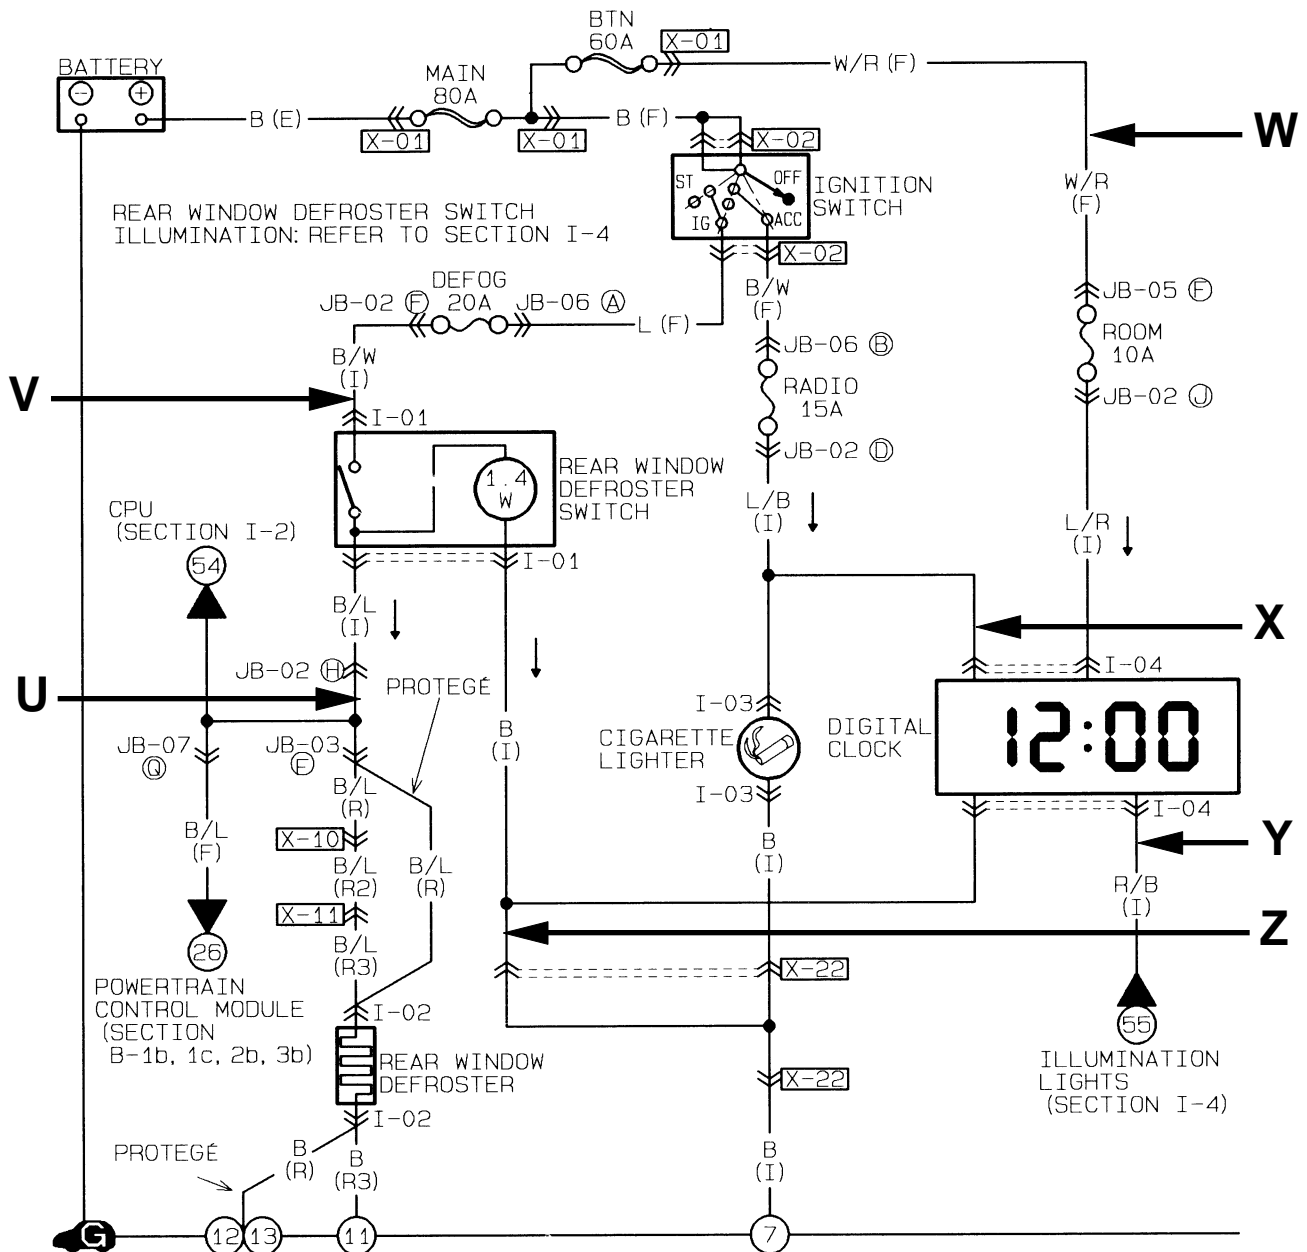 BTN
60A
X-01
BATTERY
MAIN
80A
W/R (F)
B (E)
B (F)
X-01
X-01
X-02
W
ST
OFF
IG
ACC
IGNITION
SWITCH
W/R
(F)
REAR WINDOW DEFROSTER SWITCH
ILLUMINATION: REFER TO SECTION I-4
X-02
DEFOG
20A
JB-02 F
JB-06 A
B/W
(F)
JB-05 F
L (F)
ROOM
10A
B/W
(I)
JB-06 B
RADIO
15A
V
JB-02 J
I-01
JB-02 D
REAR WINDOW
DEFROSTER
SWITCH
1.4
W
CPU
(SECTION I-2)
L/B
(I)
L/R
(I)
54
I-01
B/L
(I)
X
JB-02 H
I-04
U
PROTEGÉ
I-03
B
(I)
CIGARETTE
LIGHTER
DIGITAL
CLOCK
12:00
JB-07
Q
JB-03
F
I-03
I-04
B/L
(R)
B/L
(F)
X-10
Y
B
(I)
B/L
(R2)
B/L
(R)
R/B
(I)
X-11
Z
26
B/L
(R3)
X-22
POWERTRAIN
CONTROL MODULE
(SECTION
B-1b, 1c, 2b, 3b)
I-02
55
ILLUMINATION
LIGHTS
(SECTION I-4)
REAR WINDOW
DEFROSTER
X-22
I-02
PROTEGÉ
B
(R)
B
(R3)
B
(I)
G
12
13
11
7